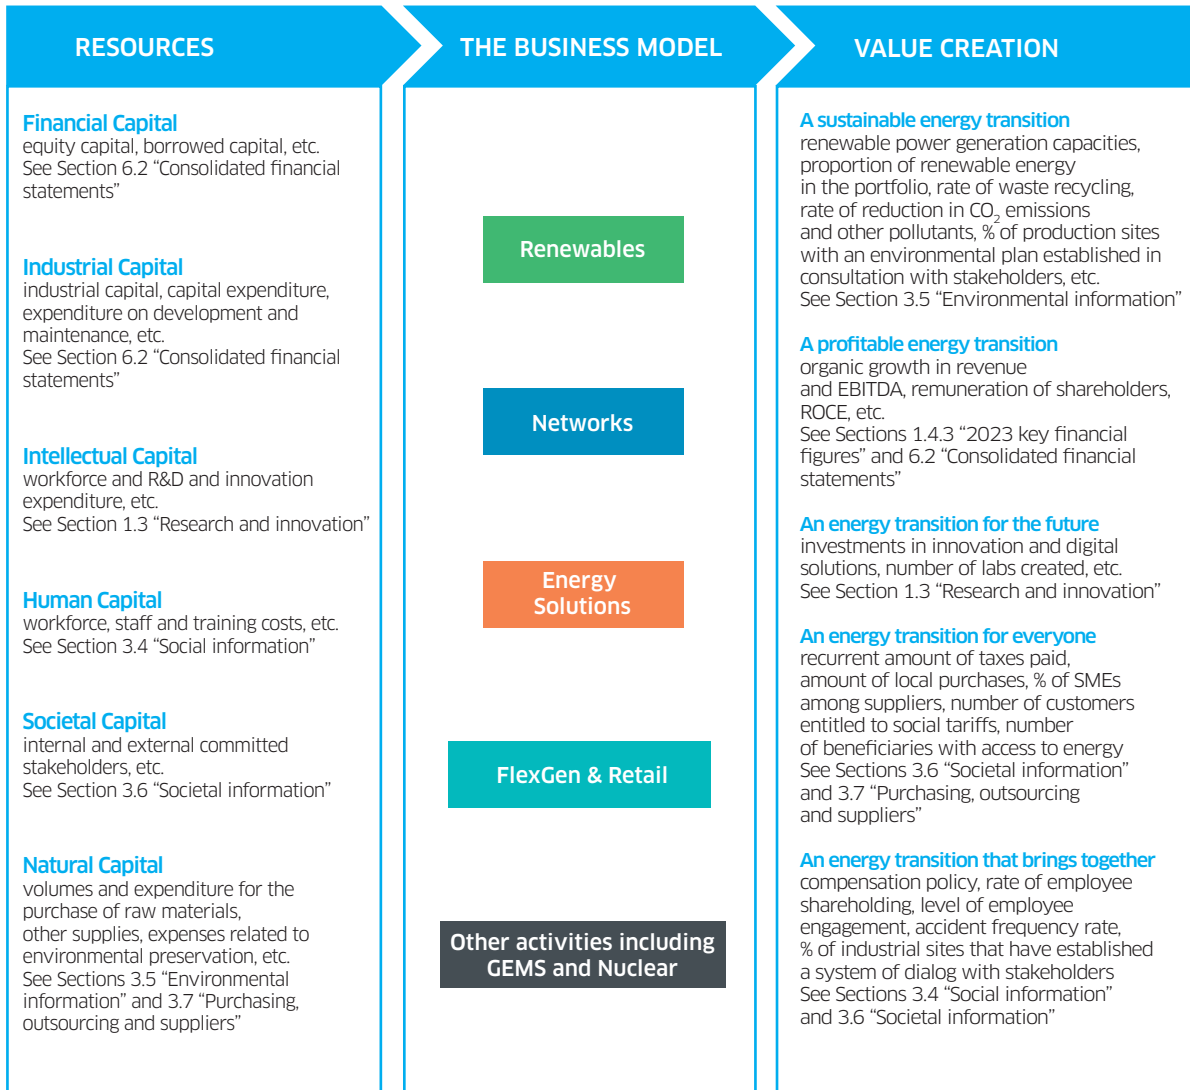 RESOURCES
THE BUSINESS MODEL
VALUE CREATION
Financial Capital
equity capital, borrowed capital, etc.
See Section 6.2 “Consolidated financial
statements”
Industrial Capital
industrial capital, capital expenditure,
expenditure on development and
maintenance, etc.
See Section 6.2 “Consolidated financial
statements”
Intellectual Capital
workforce and R&D and innovation
expenditure, etc.
See Section 1.3 “Research and innovation”
Human Capital
workforce, staff and training costs, etc.
See Section 3.4 “Social information”
Societal Capital
internal and external committed
stakeholders, etc.
See Section 3.6 “Societal information”
Natural Capital
volumes and expenditure for the
purchase of raw materials,
other supplies, expenses related to
environmental preservation, etc.
See Sections 3.5 “Environmental
information” and 3.7 “Purchasing,
outsourcing and suppliers”
Renewables
Networks
Energy
Solutions
FlexGen & Retail
Other activities including
GEMS and Nuclear
A sustainable energy transition
renewable power generation capacities,
proportion of renewable energy
in the portfolio, rate of waste recycling,
rate of reduction in CO₂ emissions
and other pollutants, % of production sites
with an environmental plan established in
consultation with stakeholders, etc.
See Section 3.5 “Environmental information”
A profitable energy transition
organic growth in revenue
and EBITDA, remuneration of shareholders,
ROCE, etc.
See Sections 1.4.3 “2023 key financial
figures” and 6.2 “Consolidated financial
statements”
An energy transition for the future
investments in innovation and digital
solutions, number of labs created, etc.
See Section 1.3 “Research and innovation”
An energy transition for everyone
recurrent amount of taxes paid,
amount of local purchases, % of SMEs
among suppliers, number of customers
entitled to social tariffs, number
of beneficiaries with access to energy
See Sections 3.6 “Societal information”
and 3.7 “Purchasing, outsourcing
and suppliers”
An energy transition that brings together
compensation policy, rate of employee
shareholding, level of employee
engagement, accident frequency rate,
% of industrial sites that have established
a system of dialog with stakeholders
See Sections 3.4 “Social information”
and 3.6 “Societal information”